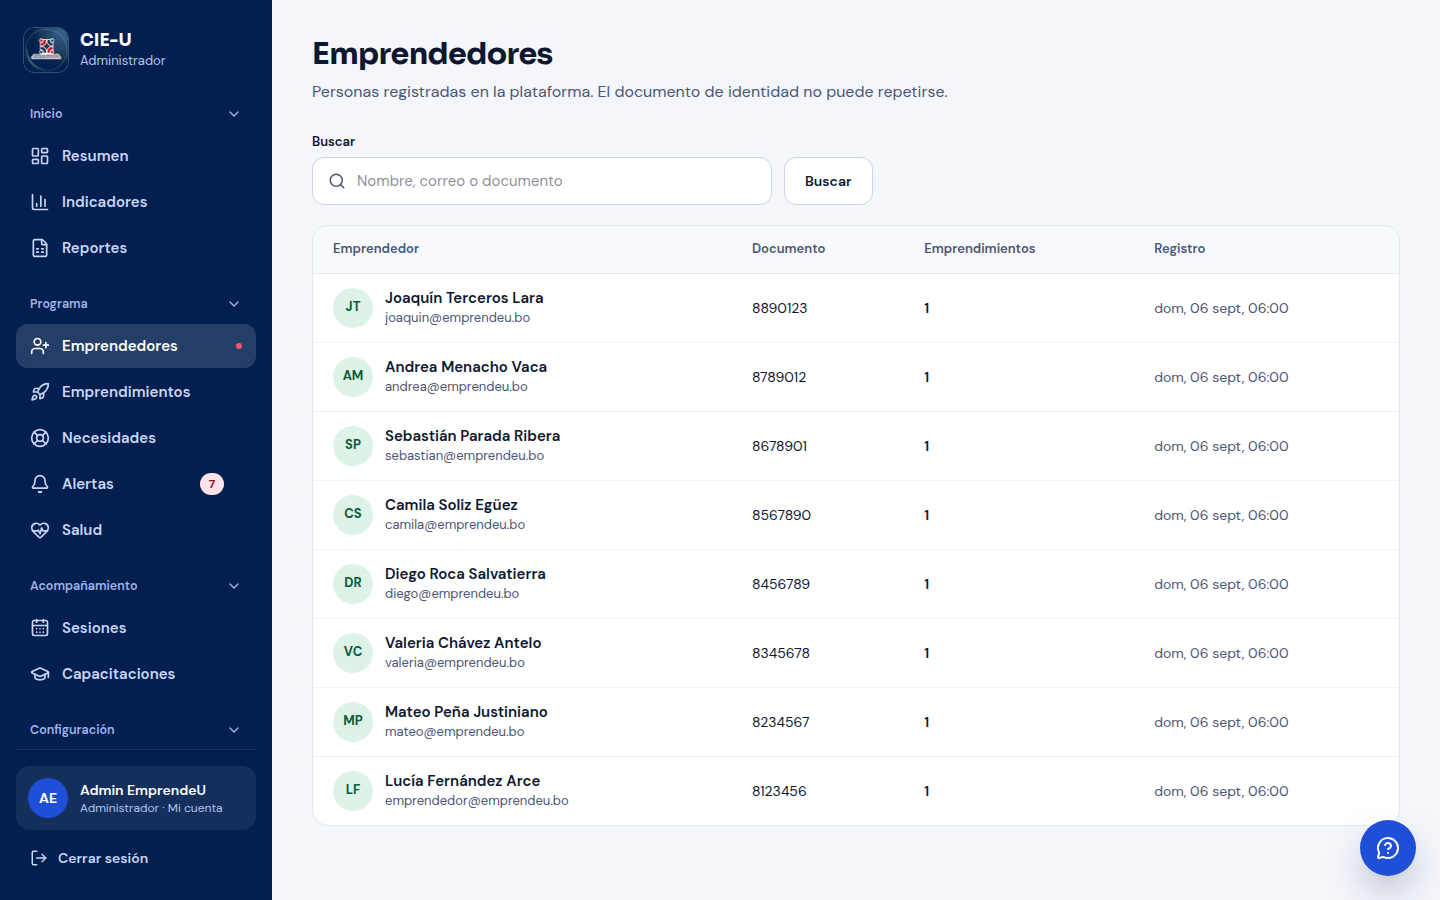 CIE-U
Administrador
Inicio
Resumen
Indicadores
Reportes
Programa
Emprendedores
Emprendimientos
Necesidades
Alertas 7
Salud
Acompañamiento
Sesiones
Capacitaciones
Configuración
AE Admin EmprendeU
Administrador · Mi cuenta
Cerrar sesión
Emprendedores
Personas registradas en la plataforma. El documento de identidad no puede repetirse.
Buscar
Nombre, correo o documento Buscar
Emprendedor Documento Emprendimientos Registro
JT Joaquín Terceros Lara 8890123 1 dom, 06 sept, 06:00
joaquin@emprendeu.bo
AM Andrea Menacho Vaca 8789012 1 dom, 06 sept, 06:00
andrea@emprendeu.bo
SP Sebastián Parada Ribera 8678901 1 dom, 06 sept, 06:00
sebastian@emprendeu.bo
CS Camila Soliz Egüez 8567890 1 dom, 06 sept, 06:00
camila@emprendeu.bo
DR Diego Roca Salvatierra 8456789 1 dom, 06 sept, 06:00
diego@emprendeu.bo
VC Valeria Chávez Antelo 8345678 1 dom, 06 sept, 06:00
valeria@emprendeu.bo
MP Mateo Peña Justiniano 8234567 1 dom, 06 sept, 06:00
mateo@emprendeu.bo
LF Lucía Fernández Arce 8123456 1 dom, 06 sept, 06:00
emprendedor@emprendeu.bo